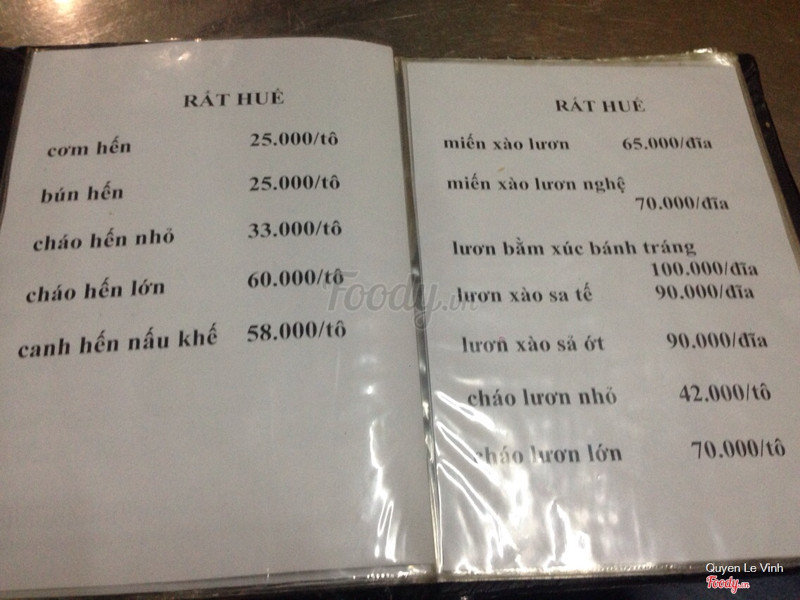 RẤT HUẾ
cơm hến 25.000/tô
bún hến 25.000/tô
cháo hến nhỏ 33.000/tô
cháo hến lớn 60.000/tô
canh hến nấu khế 58.000/tô
RẤT HUẾ
miến xào lươn 65.000/đĩa
miến xào lươn nghệ
70.000/đĩa
lươn bằm xúc bánh tráng
100.000/đĩa
lươn xào sa tế 90.000/đĩa
lươn xào sả ớt 90.000/đĩa
cháo lươn nhỏ 42.000/tô
cháo lươn lớn 70.000/tô
Foody.vn
Quyen Le Vinh
Foody.vn